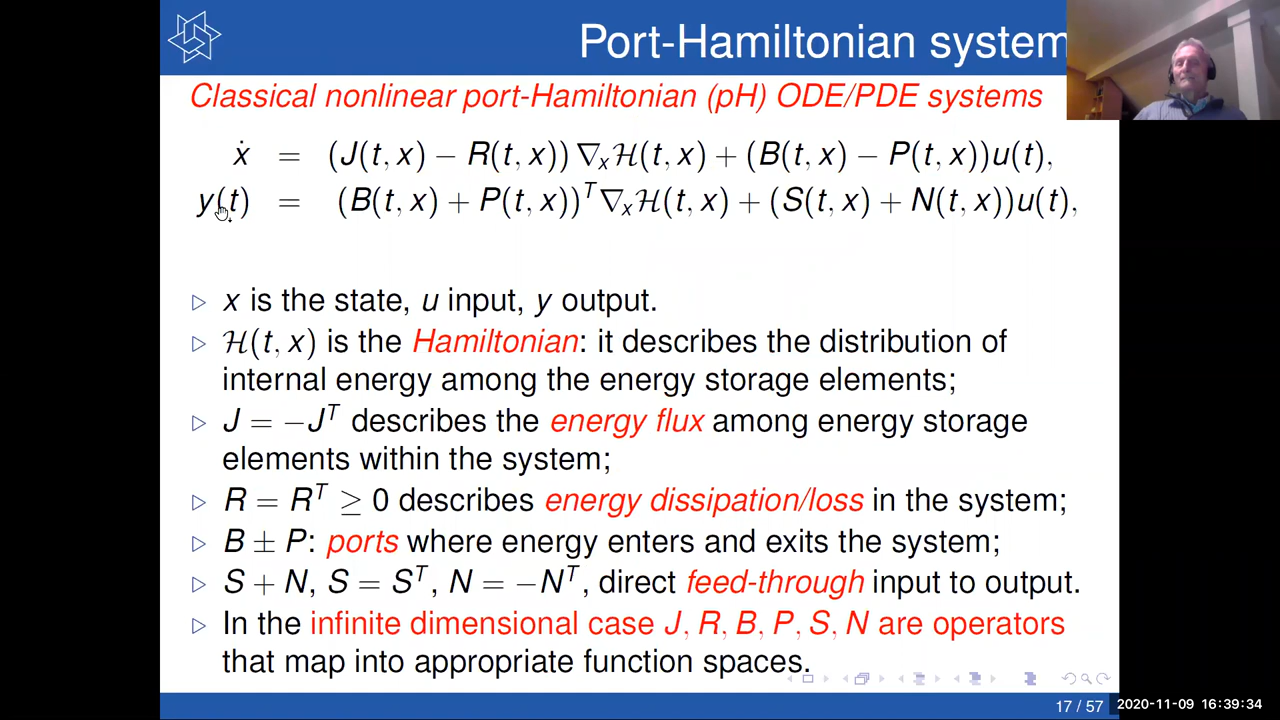 Port-Hamiltonian system
Classical nonlinear port-Hamiltonian (pH) ODE/PDE systems
ẋ = (J(t, x) − R(t, x)) ∇ₓℋ(t, x) + (B(t, x) − P(t, x))u(t),
y(t) = (B(t, x) + P(t, x))ᵀ∇ₓℋ(t, x) + (S(t, x) + N(t, x))u(t),
▷ x is the state, u input, y output.
▷ ℋ(t, x) is the Hamiltonian: it describes the distribution of
internal energy among the energy storage elements;
▷ J = −Jᵀ describes the energy flux among energy storage
elements within the system;
▷ R = Rᵀ ≥ 0 describes energy dissipation/loss in the system;
▷ B ± P: ports where energy enters and exits the system;
▷ S + N, S = Sᵀ, N = −Nᵀ, direct feed-through input to output.
▷ In the infinite dimensional case J, R, B, P, S, N are operators
that map into appropriate function spaces.
17 / 57
2020-11-09 16:39:34